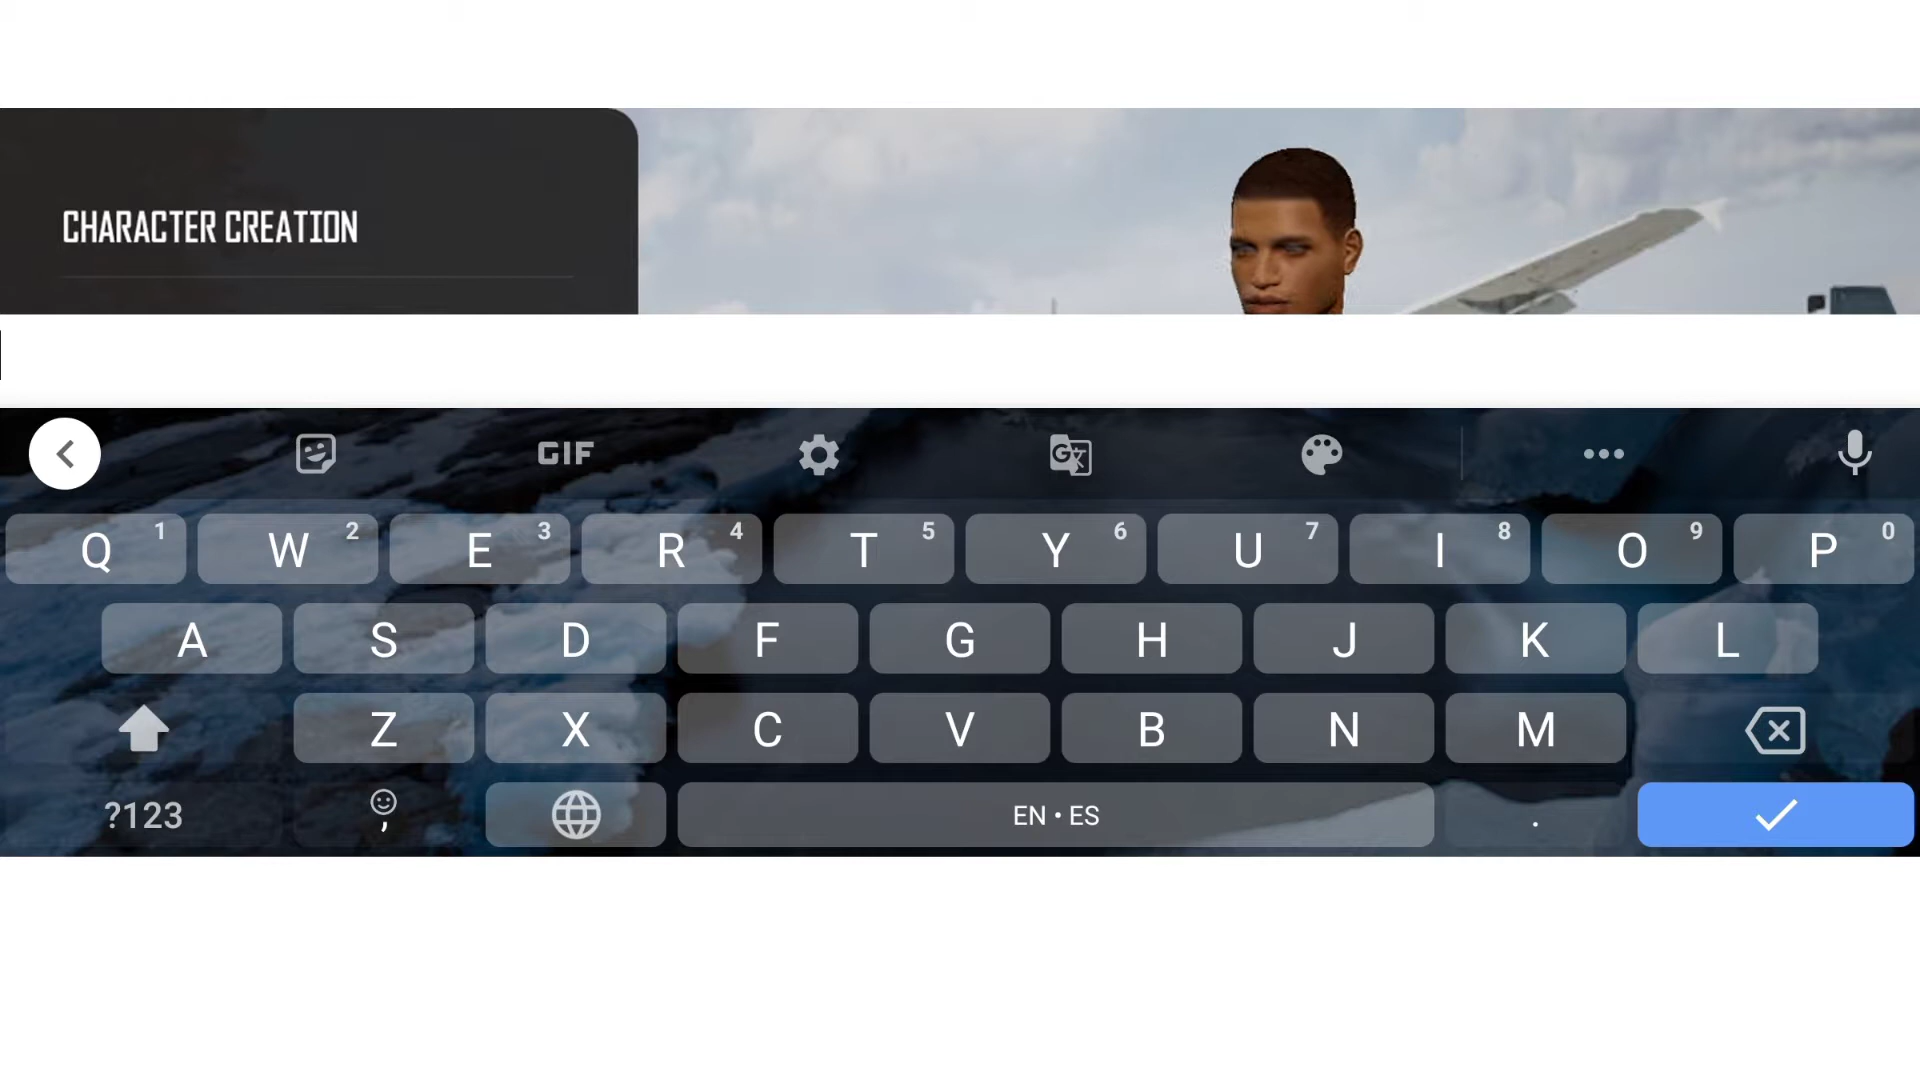 CHARACTER CREATION
GIF
Q 1 W 2 E 3 R 4 T 5 Y 6 U 7 I 8 O 9 P 0
A S D F G H J K L
Z X C V B N M
?123 , EN • ES .